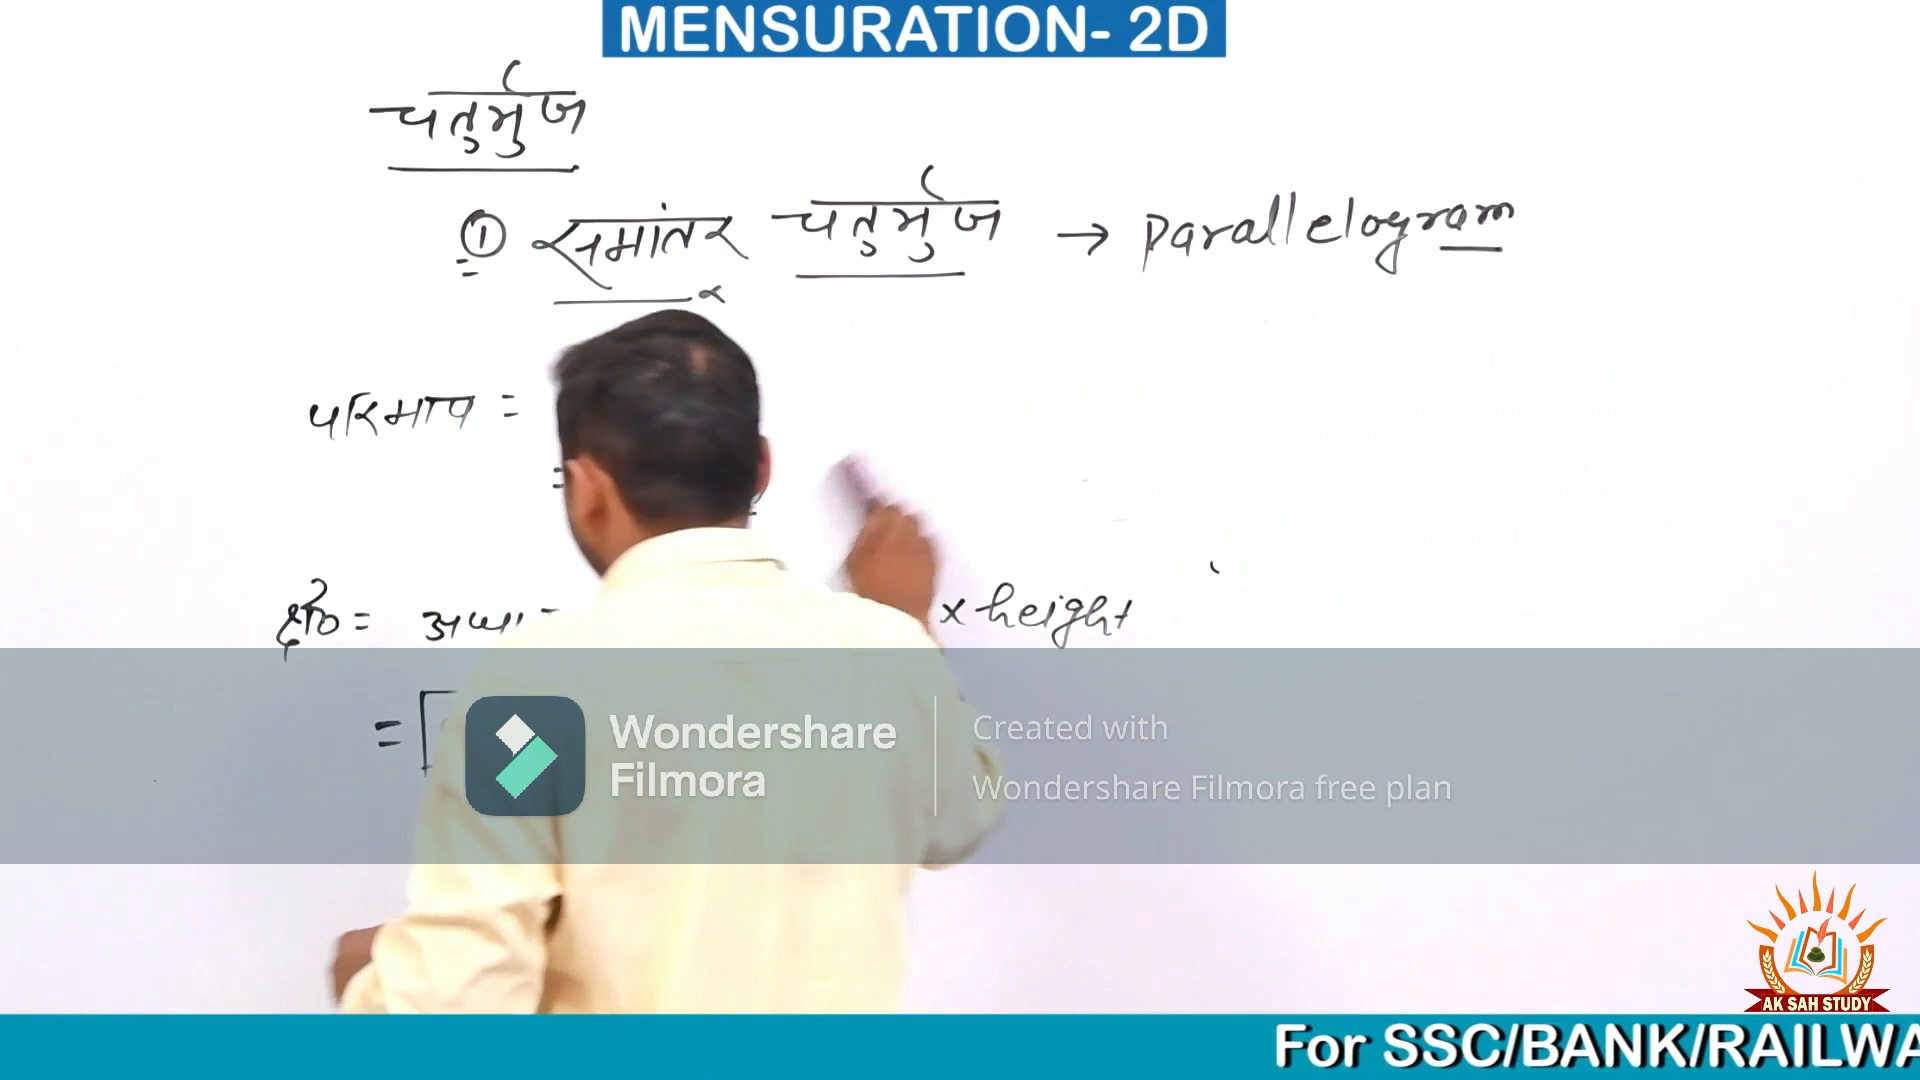 MENSURATION- 2D
चतुर्भुज
① समांतर चतुर्भुज → Parallelogram
परिमाप =
=
क्षे० = आधार × height
=
Wondershare Filmora
Created with
Wondershare Filmora free plan
AK SAH STUDY
For SSC/BANK/RAILWA